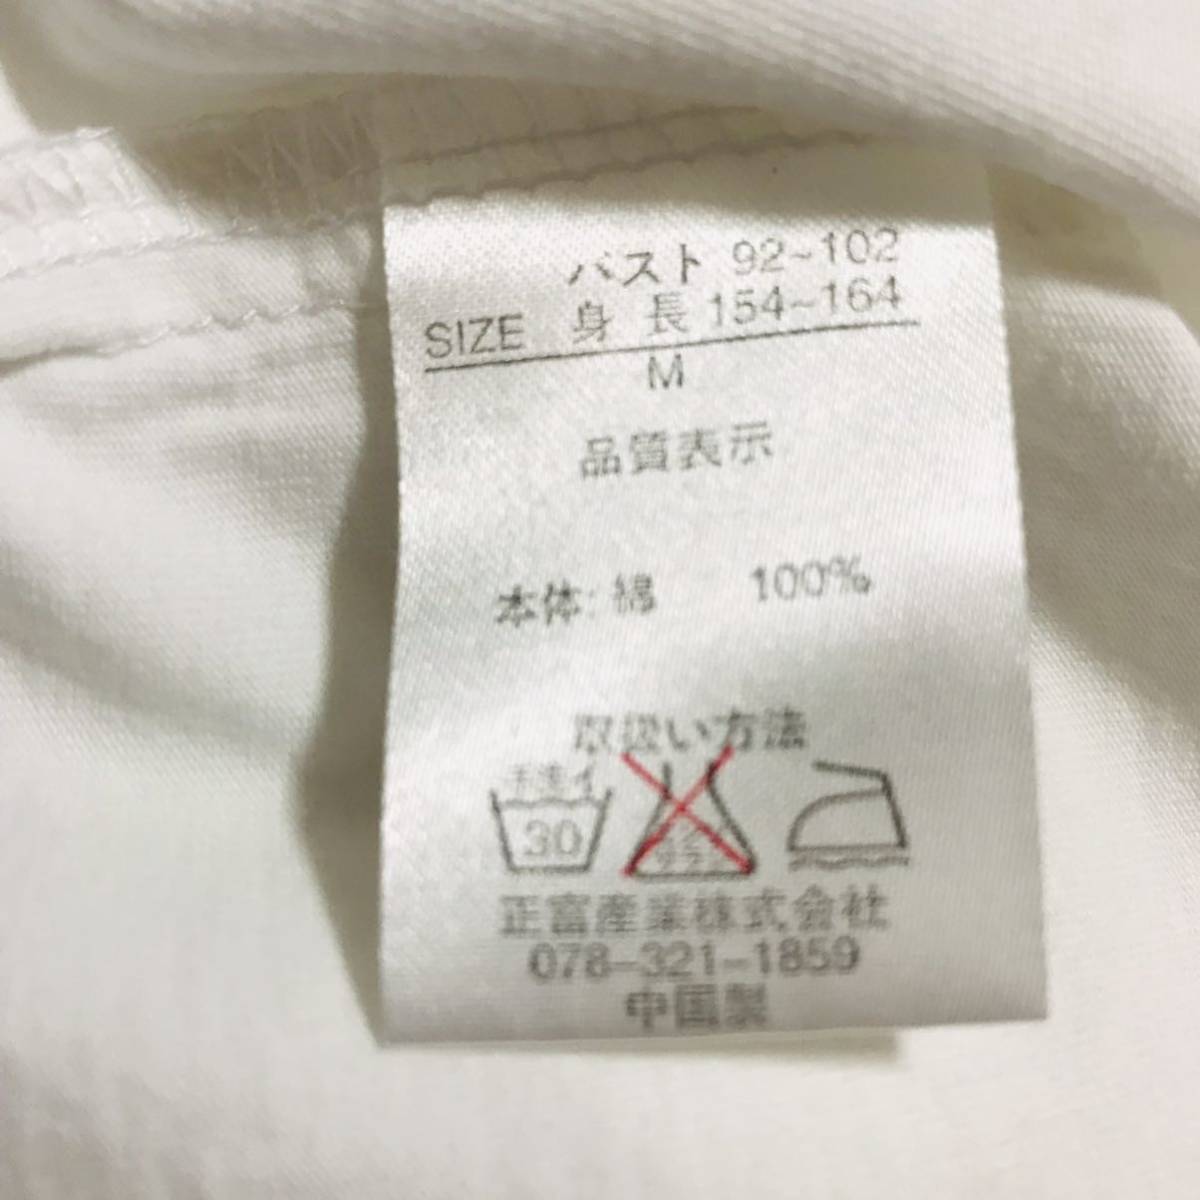 バスト 92~102
SIZE 身長 154~164
M
品質表示
本体: 綿 100%
取扱い方法
手洗イ
30
正富産業株式会社
078-321-1859
中国製